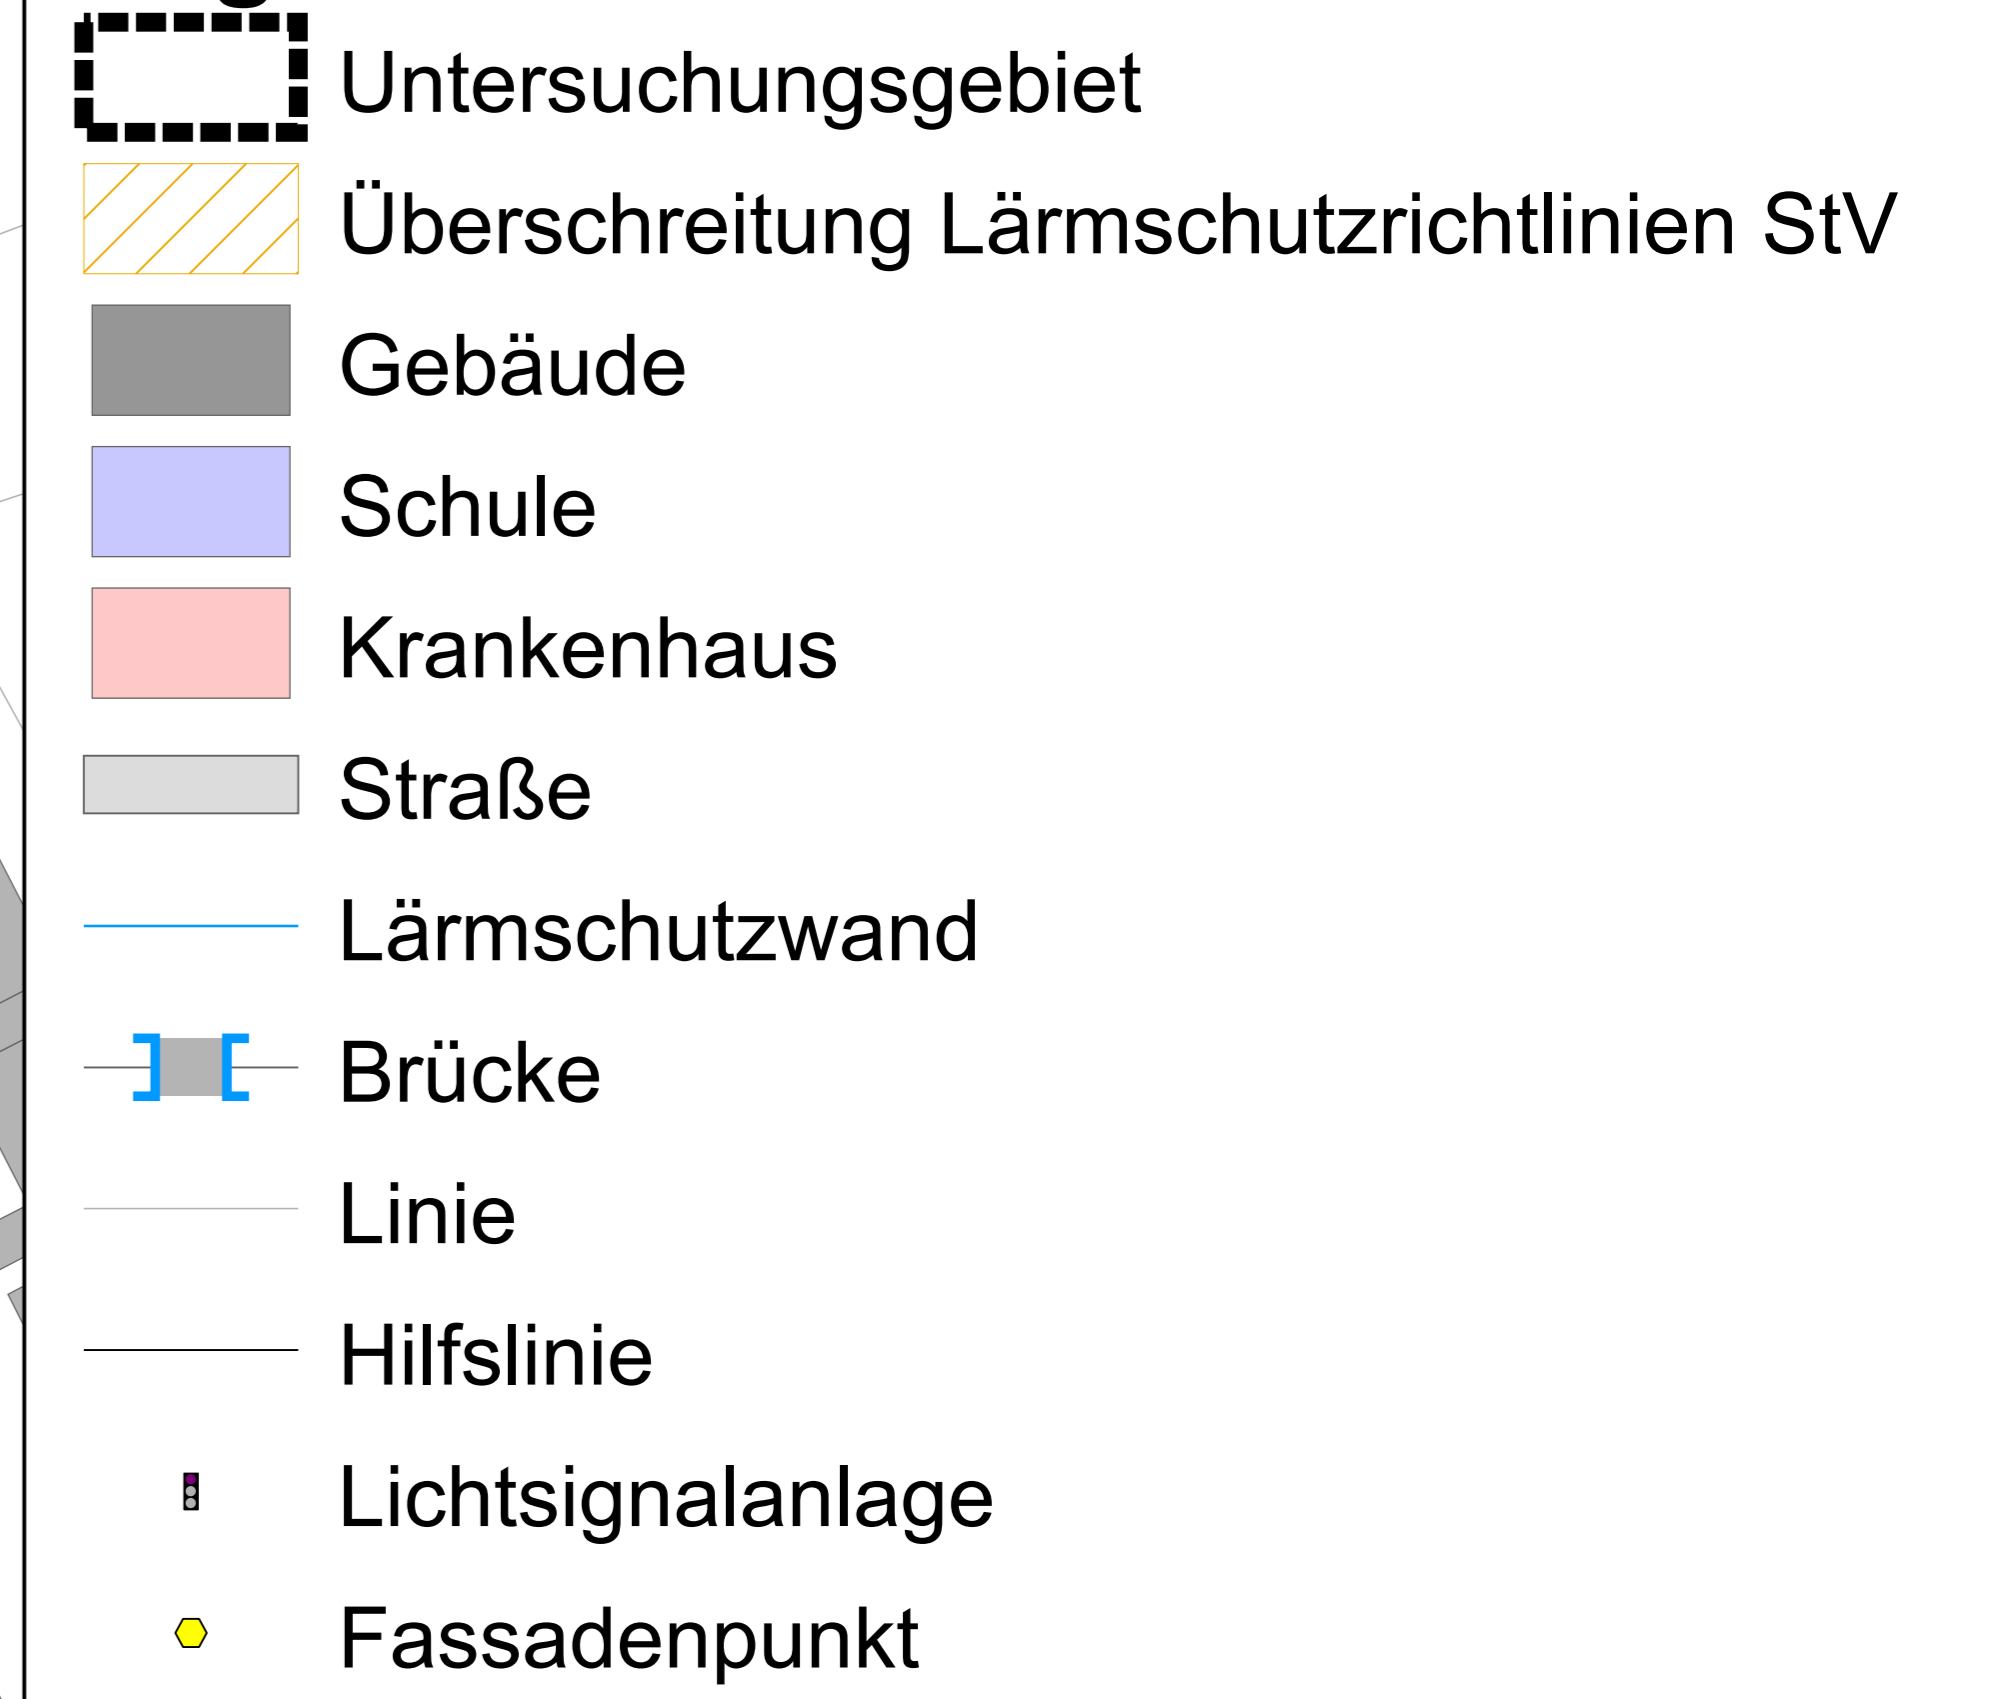 Untersuchungsgebiet
Überschreitung Lärmschutzrichtlinien StV
Gebäude
Schule
Krankenhaus
Straße
Lärmschutzwand
Brücke
Linie
Hilfslinie
Lichtsignalanlage
Fassadenpunkt